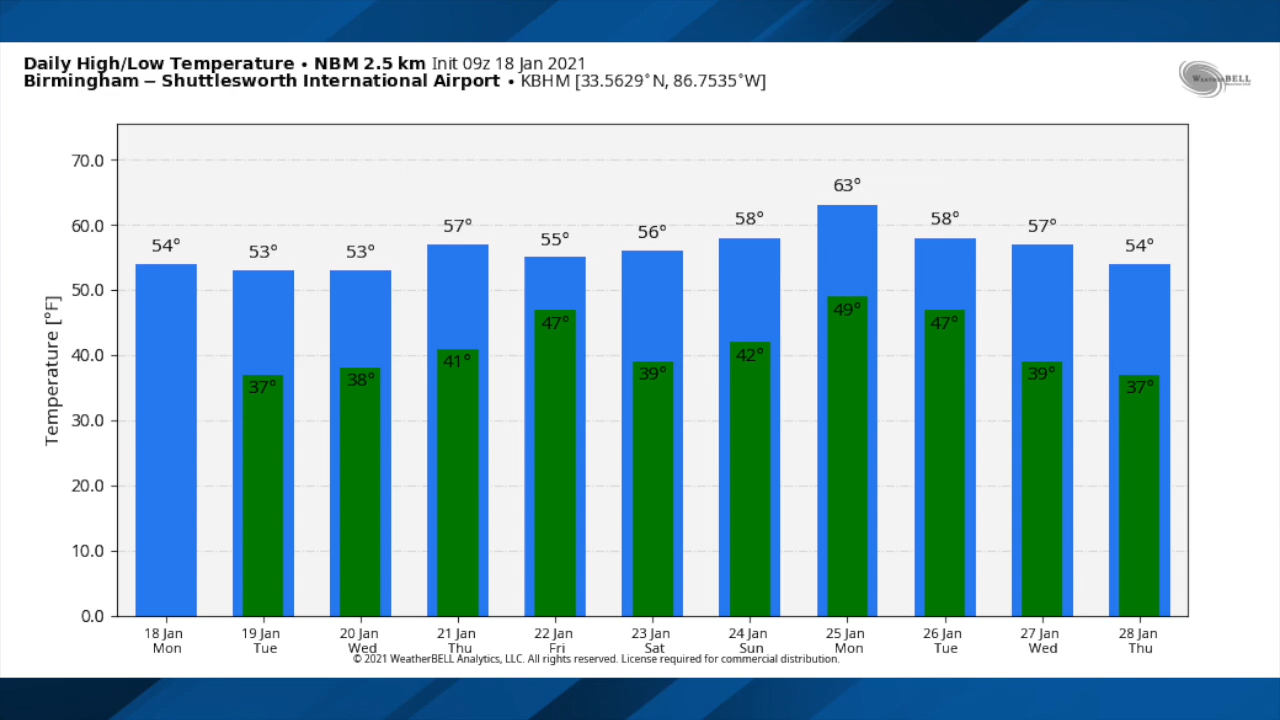 Daily High/Low Temperature • NBM 2.5 km Init 09z 18 Jan 2021
Birmingham − Shuttlesworth International Airport • KBHM [33.5629°N, 86.7535°W]
WeatherBELL
Temperature [°F]
70.0
60.0
50.0
40.0
30.0
20.0
10.0
0.0
54° 53° 53° 57° 55° 56° 58° 63° 58° 57° 54°
37° 38° 41° 47° 39° 42° 49° 47° 39° 37°
18 Jan 19 Jan 20 Jan 21 Jan 22 Jan 23 Jan 24 Jan 25 Jan 26 Jan 27 Jan 28 Jan
Mon Tue Wed Thu Fri Sat Sun Mon Tue Wed Thu
© 2021 WeatherBELL Analytics, LLC. All rights reserved. License required for commercial distribution.